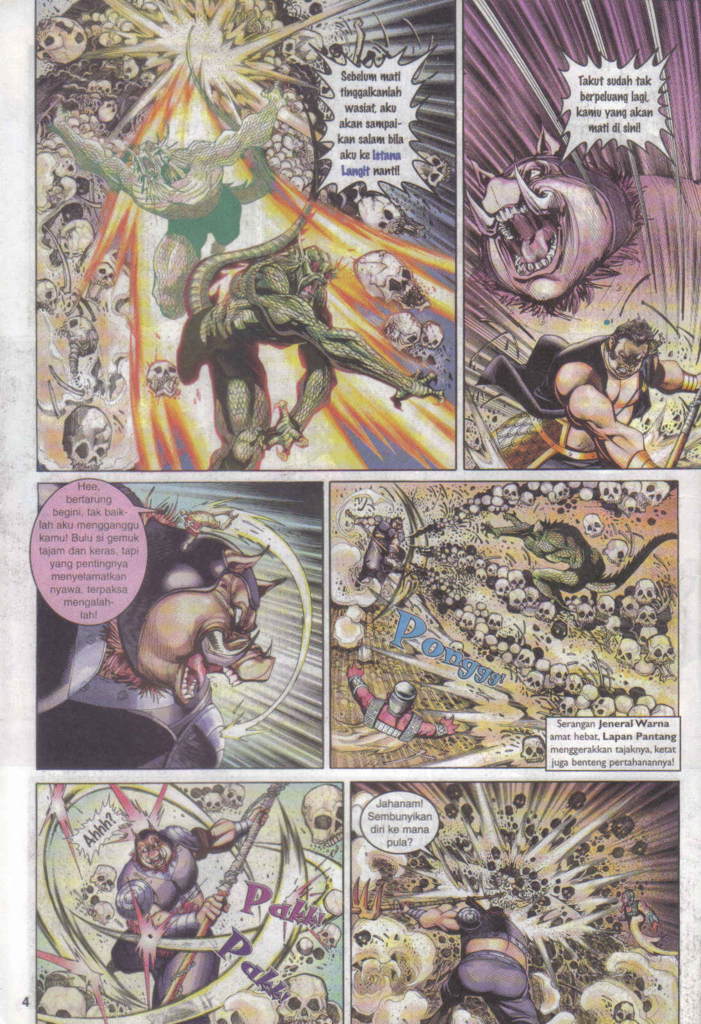 Sebelum mati
tinggalkanlah
wasiat, aku
akan sampai-
kan salam bila
aku ke Istana
Langit nanti!
Takut sudah tak
berpeluang lagi,
kamu yang akan
mati di sini!
Hee,
bertarung
begini, tak baik-
lah aku mengganggu
kamu! Bulu si gemuk
tajam dan keras, tapi
yang pentingnya
menyelamatkan
nyawa, terpaksa
mengalah-
lah!
Ponggg!
Serangan Jeneral Warna
amat hebat, Lapan Pantang
menggerakkan tajaknya, ketat
juga benteng pertahanannya!
Ahhh?
Pakk
Pakk
Jahanam!
Sembunyikan
diri ke mana
pula?
4